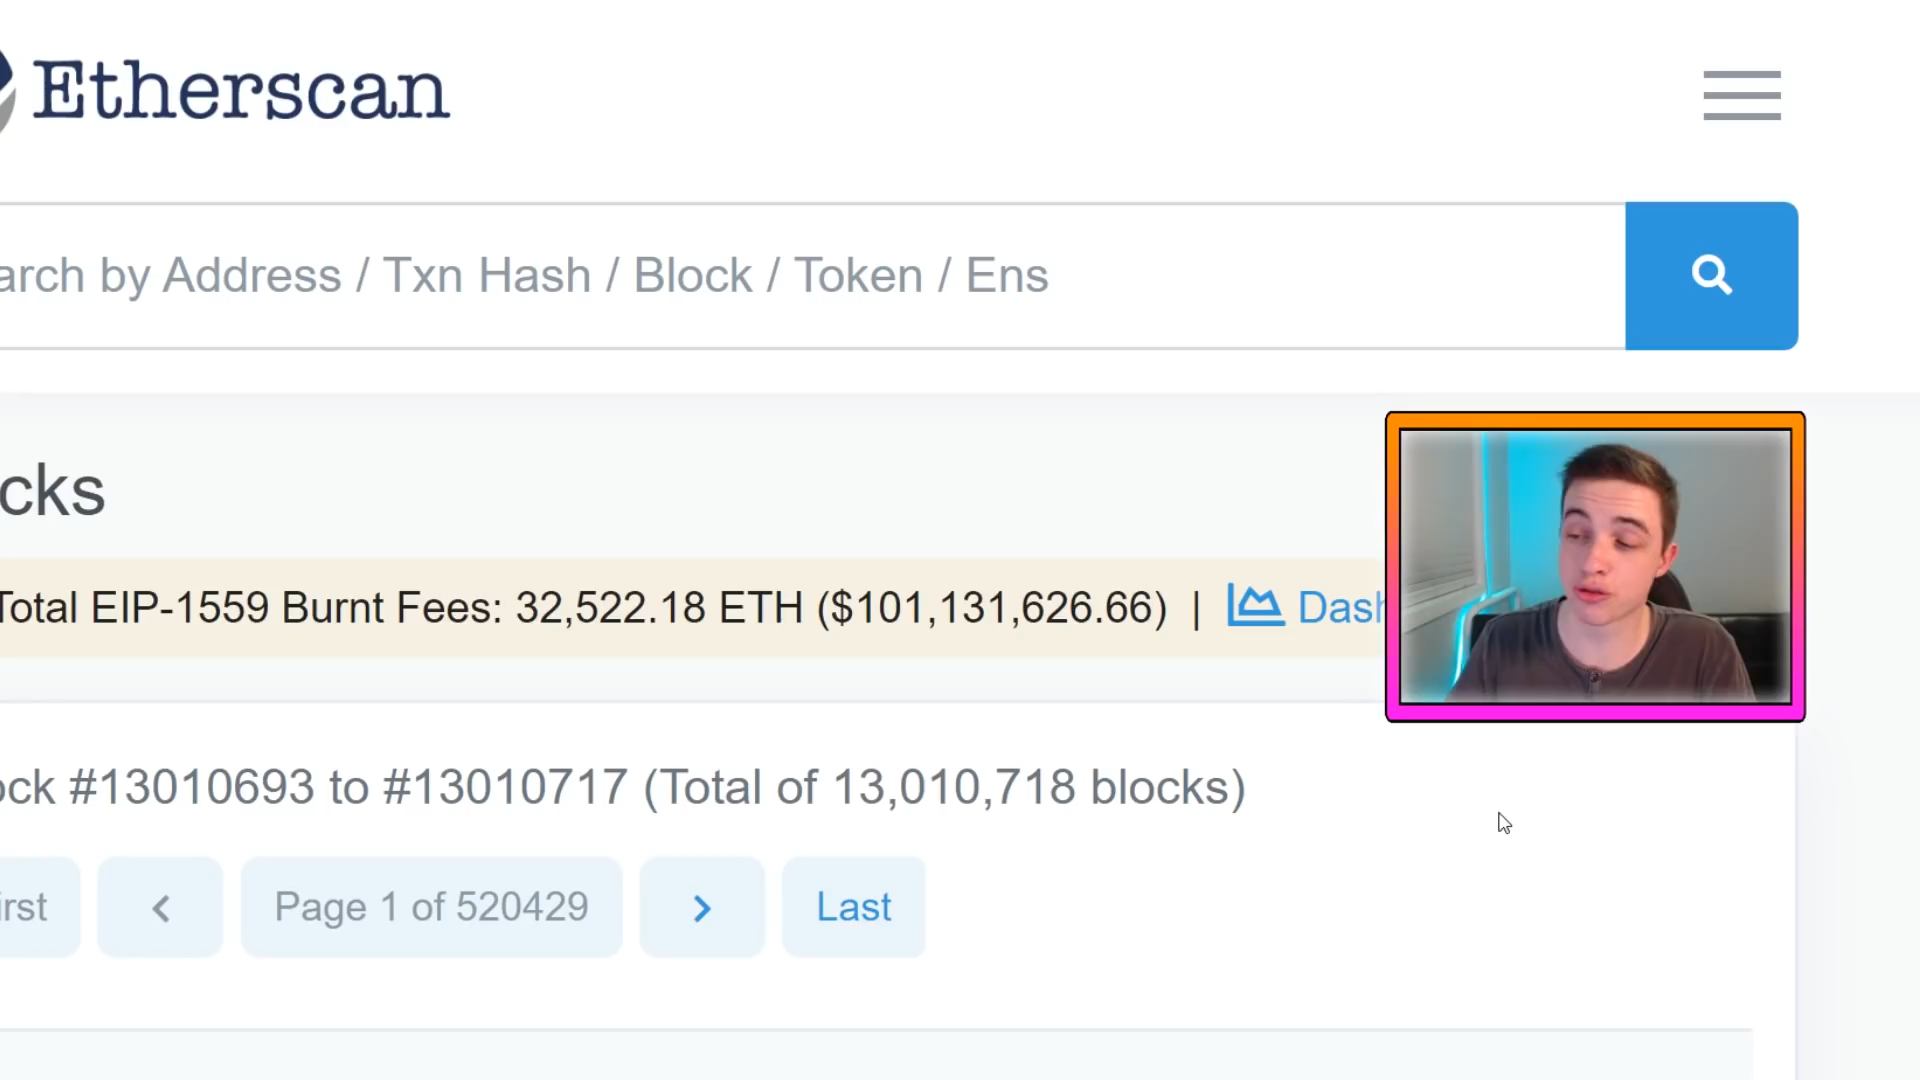 Etherscan
arch by Address / Txn Hash / Block / Token / Ens
cks
Total EIP-1559 Burnt Fees: 32,522.18 ETH ($101,131,626.66) | Dash
ock #13010693 to #13010717 (Total of 13,010,718 blocks)
irst
Page 1 of 520429
Last